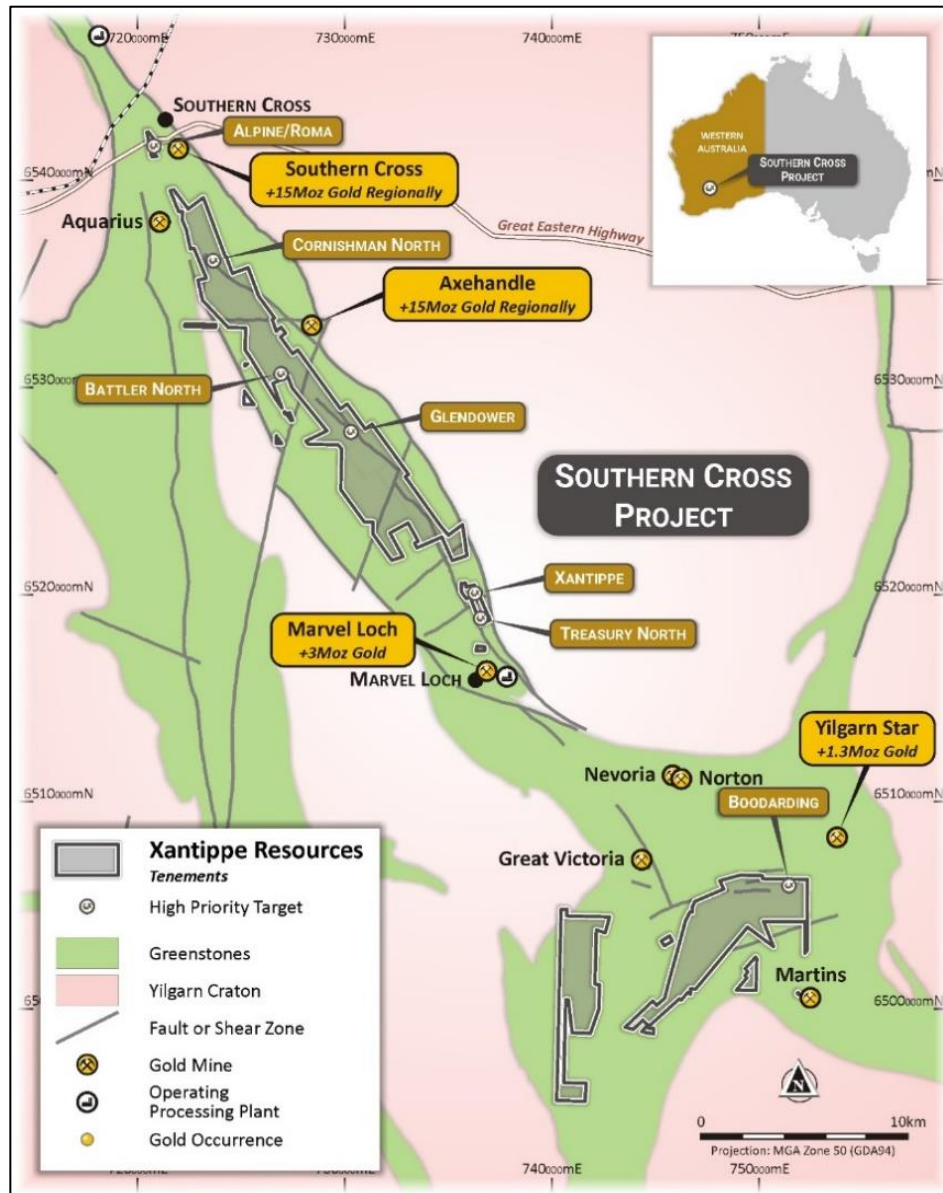 720000mE
730000mE
740000mE
SOUTHERN CROSS
ALPINE/ROMA
WESTERN
AUSTRALIA
SOUTHERN CROSS
PROJECT
6540000mN
Southern Cross
+15Moz Gold Regionally
Aquarius
Great Eastern Highway
CORNISHMAN NORTH
Axehandle
+15Moz Gold Regionally
6530000mN
6530000mN
BATTLER NORTH
GLENDOWER
SOUTHERN CROSS
PROJECT
6520000mN
6520000mN
XANTIPPE
TREASURY NORTH
Marvel Loch
+3Moz Gold
MARVEL LOCH
Yilgarn Star
+1.3Moz Gold
Nevoria
Norton
6510000mN
6510000mN
BOODARDING
Great Victoria
Martins
6500000mN
Xantippe Resources
Tenements
High Priority Target
Greenstones
Yilgarn Craton
Fault or Shear Zone
Gold Mine
Operating
Processing Plant
Gold Occurrence
N
0 10km
Projection: MGA Zone 50 (GDA94)
740000mE
750000mE